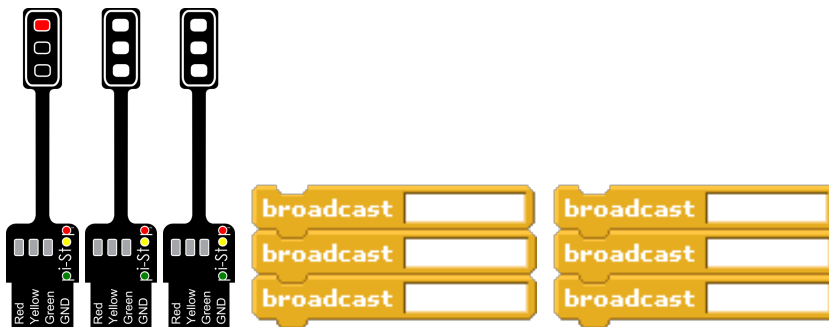 pi-Stop
Red
Yellow
Green
GND
pi-Stop
Red
Yellow
Green
GND
pi-Stop
Red
Yellow
Green
GND
broadcast
broadcast
broadcast
broadcast
broadcast
broadcast